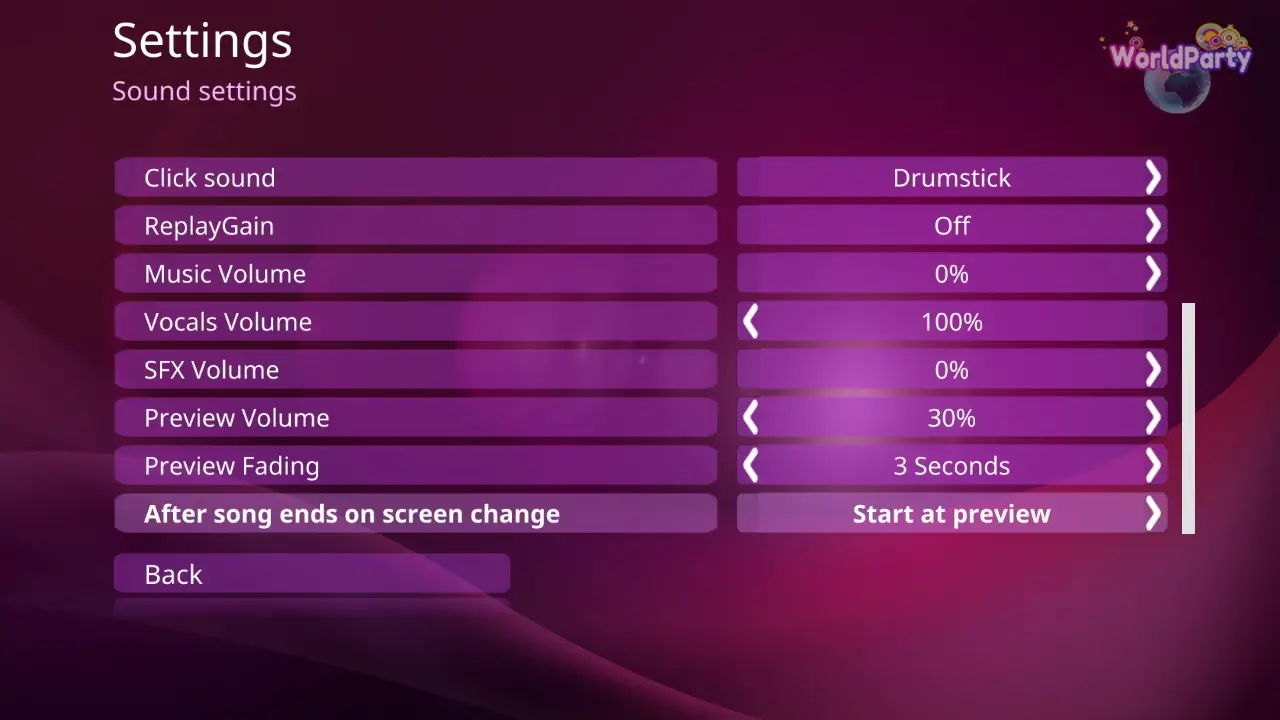 Settings
Sound settings
WorldParty
Click sound Drumstick
ReplayGain Off
Music Volume 0%
Vocals Volume 100%
SFX Volume 0%
Preview Volume 30%
Preview Fading 3 Seconds
After song ends on screen change Start at preview
Back